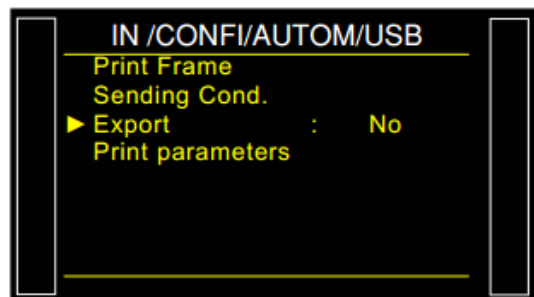 IN /CONFI/AUTOM/USB
Print Frame
Sending Cond.
Export : No
Print parameters